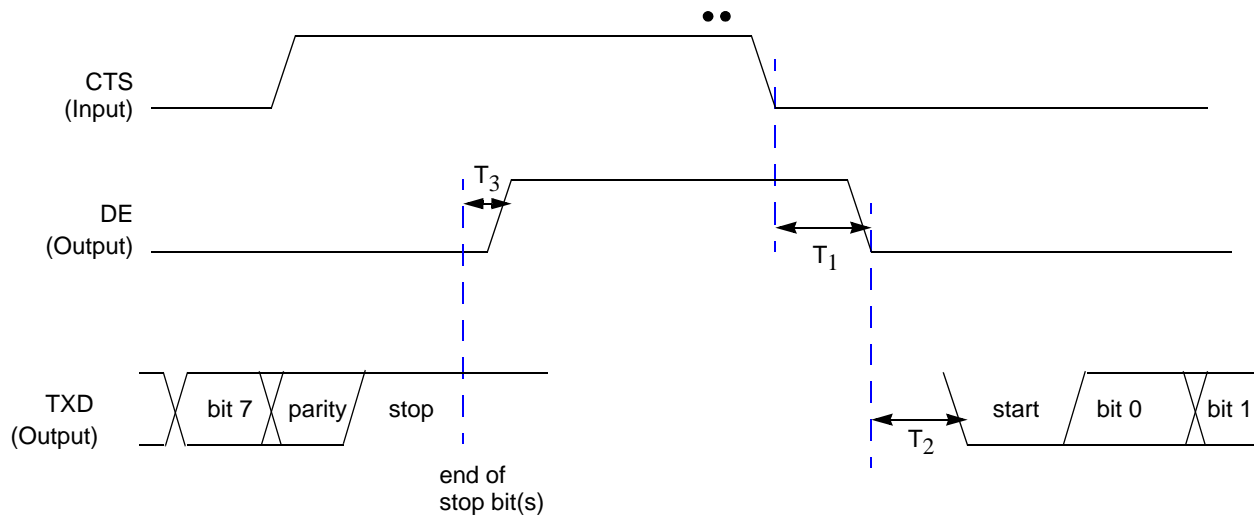 CTS
(Input)
T3
DE
(Output)
T1
TXD
(Output)
bit 7
parity
stop
start
bit 0
bit 1
T2
end of
stop bit(s)